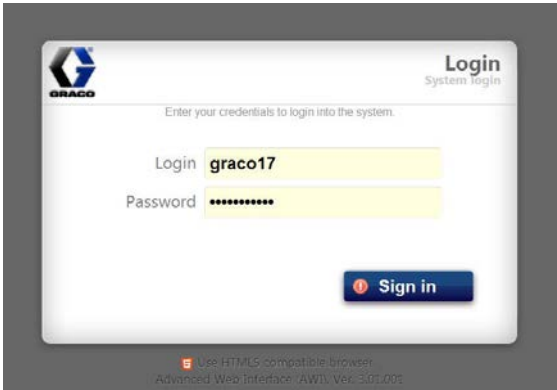 GRACO
Login
System login
Enter your credentials to login into the system.
Login graco17
Password •••••••••••
Sign in
Use HTML5 compatible browser
Advanced Web Interface (AWI), Ver. 3.01.001